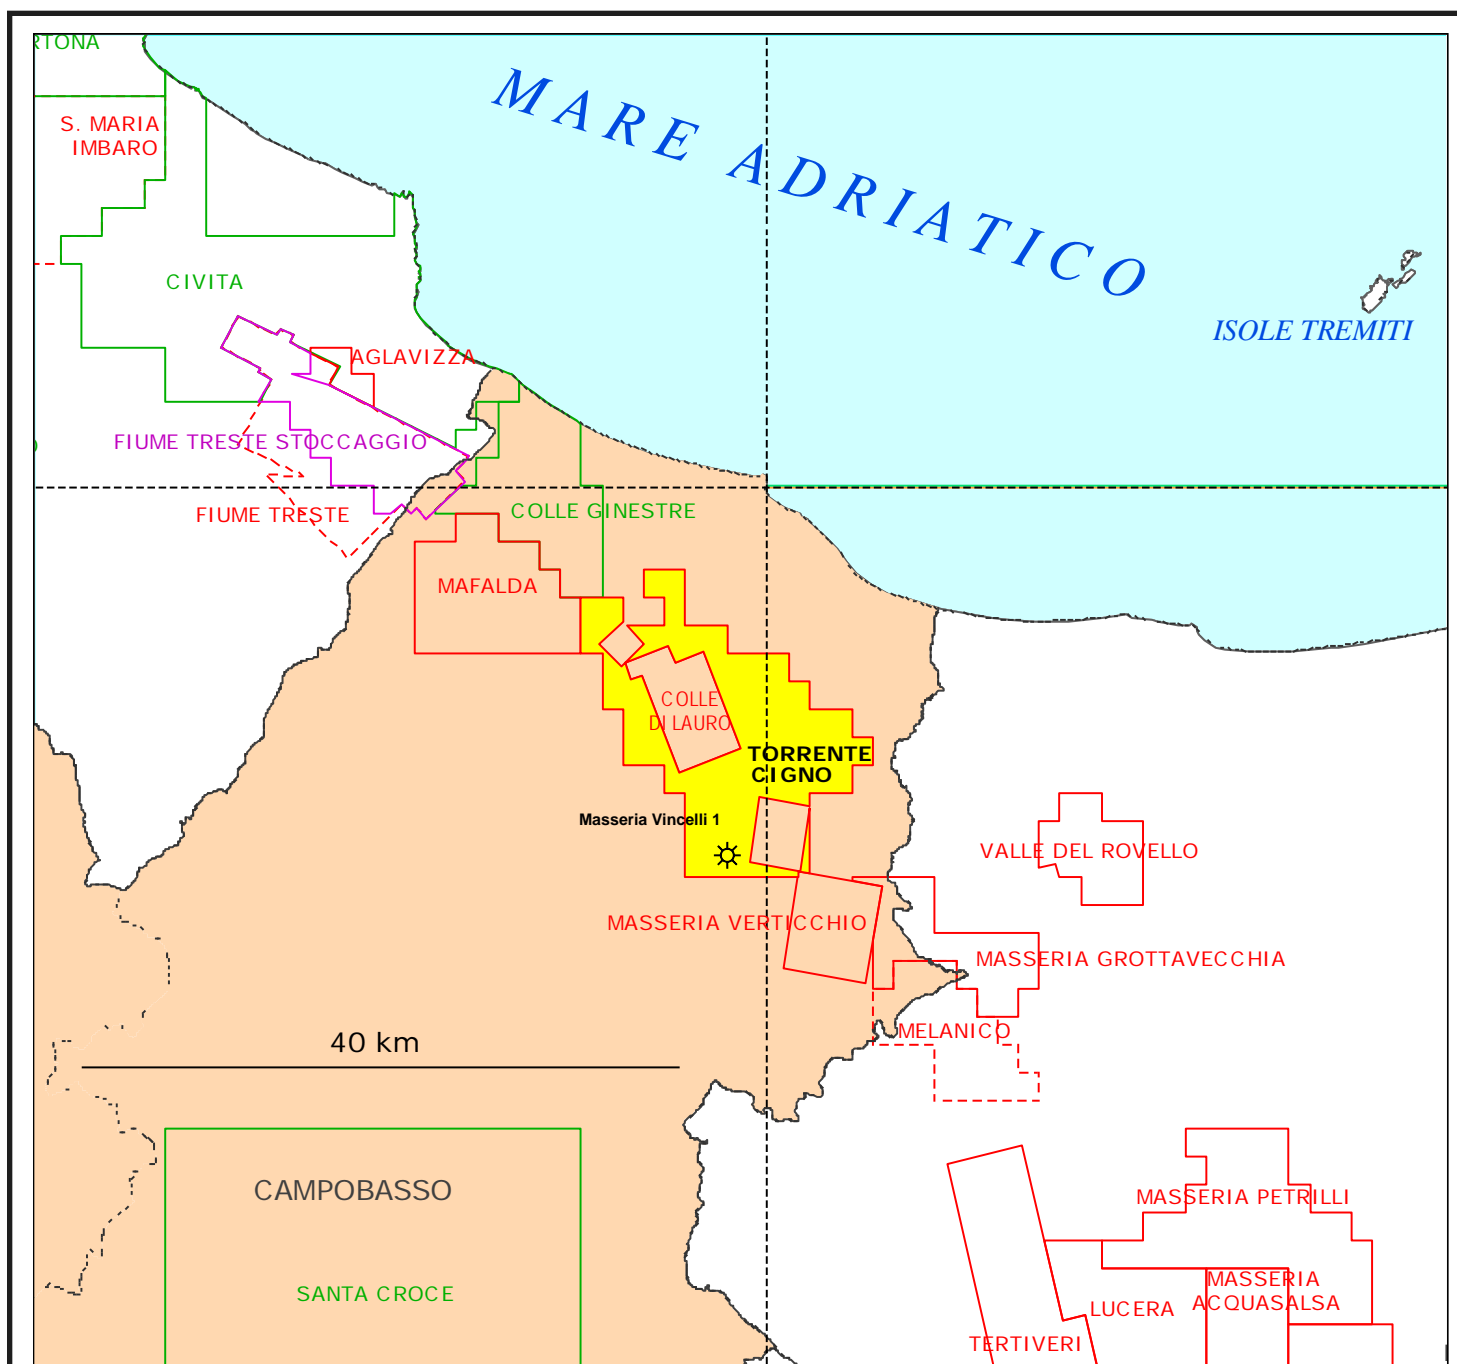 RTONA
MARE ADRIATICO
S. MARIA
IMBARO
CIVITA
ISOLE TREMITI
AGLAVIZZA
FIUME TRESTE STOCCAGGIO
FIUME TRESTE
COLLE GINESTRE
MAFALDA
COLLE
DI LAURO
TORRENTE
CIGNO
Masseria Vincelli 1
VALLE DEL ROVELLO
MASSERIA VERTICCHIO
MASSERIA GROTTAVECCHIA
MELANICO
40 km
CAMPOBASSO
MASSERIA PETRILLI
SANTA CROCE
MASSERIA
ACQUASALSA
LUCERA
TERTIVERI